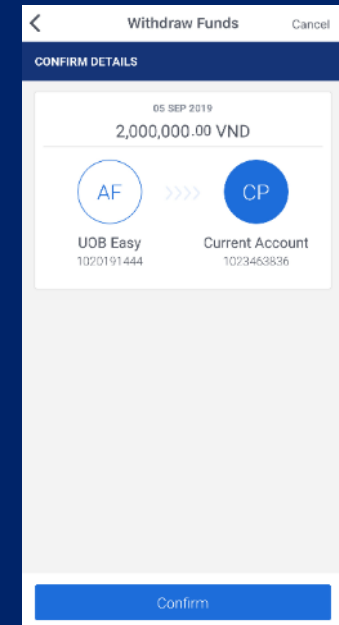 Withdraw Funds Cancel
CONFIRM DETAILS
05 SEP 2019
2,000,000.00 VND
AF >>>> CP
UOB Easy Current Account
1020191444 1023463836
Confirm